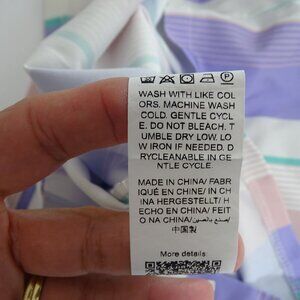 WASH WITH LIKE COL
ORS. MACHINE WASH
COLD. GENTLE CYCL
E. DO NOT BLEACH. T
UMBLE DRY LOW. LO
W IRON IF NEEDED. D
RYCLEANABLE IN GE
NTLE CYCLE.
MADE IN CHINA/ FABR
IQUÉ EN CHINE/ IN CH
INA HERGESTELLT/ H
ECHO EN CHINA/ FEIT
O NA CHINA/صنع بالصين/
中国製
More details